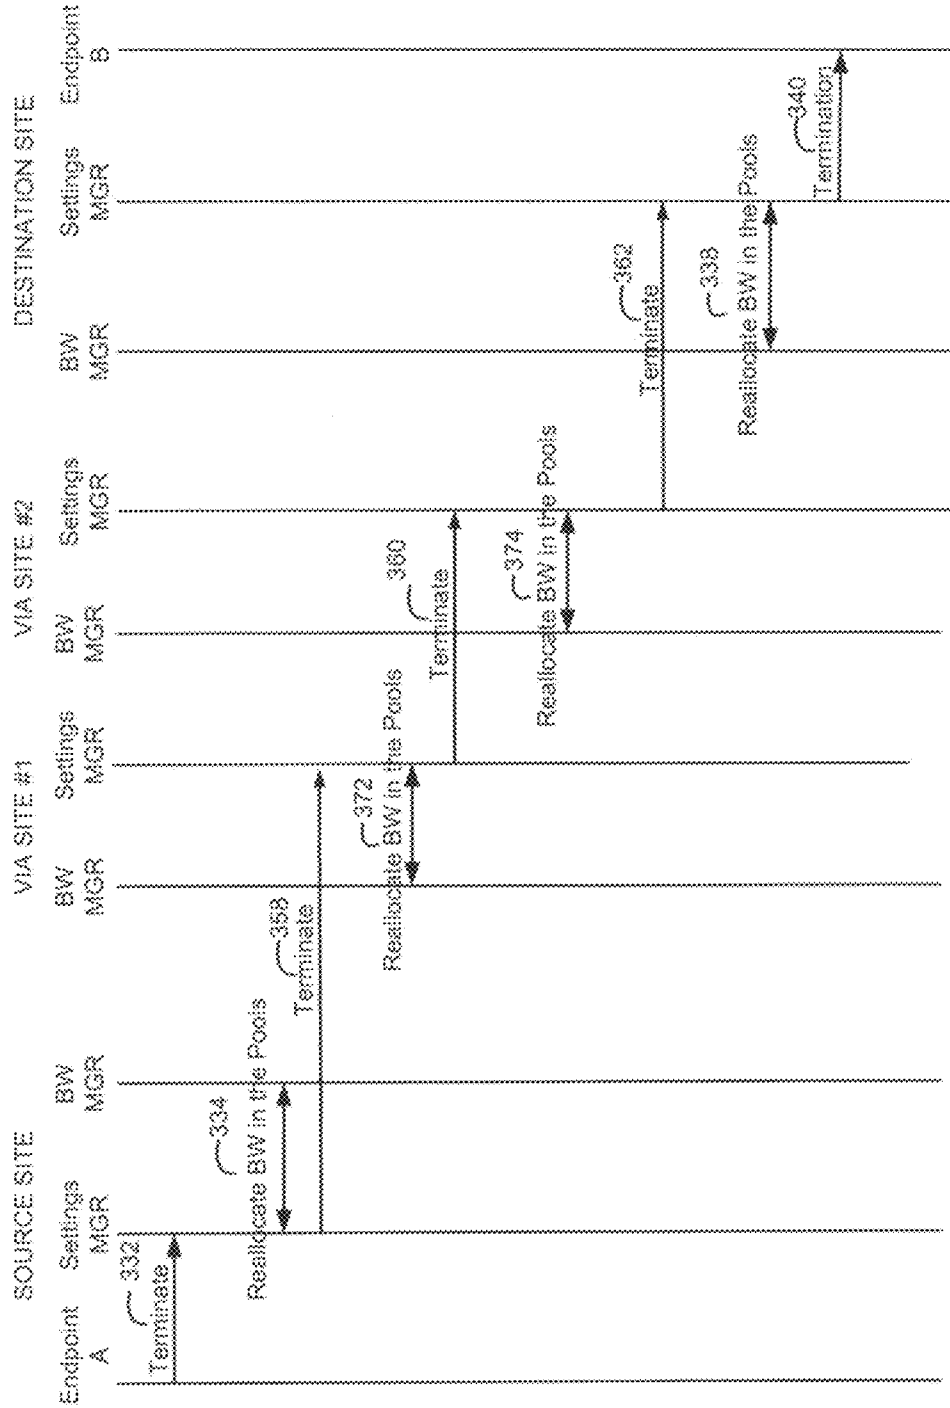 SOURCE SITE
VIA SITE #1
VIA SITE #2
DESTINATION SITE
Endpoint
A
Settings
MGR
BW
MGR
BW
MGR
Settings
MGR
BW
MGR
Settings
MGR
BW
MGR
Settings
MGR
Endpoint
B
332
Terminate
334
Reallocate BW in the Pools
358
Terminate
372
Reallocate BW in the Pools
360
Terminate
374
Reallocate BW in the Pools
362
Terminate
338
Reallocate BW in the Pools
340
Termination